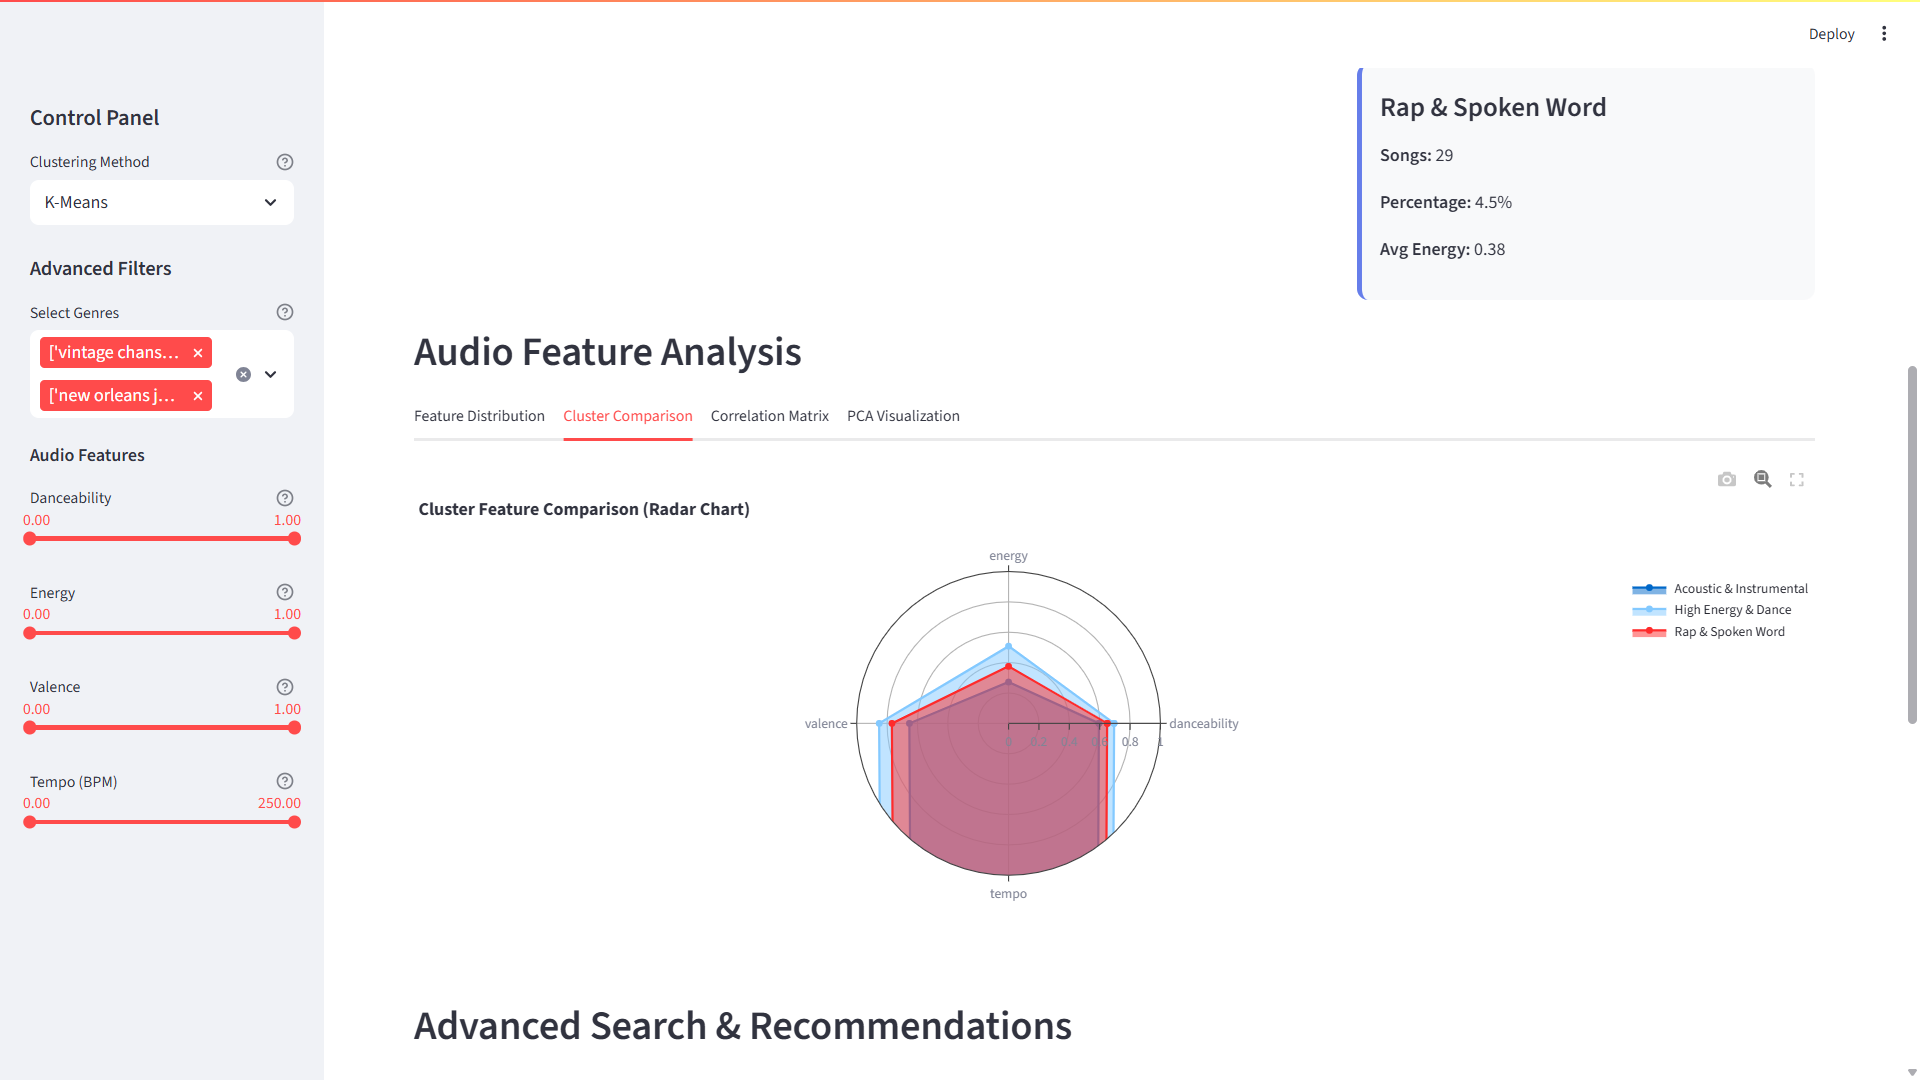 Deploy
Control Panel
Clustering Method
K-Means
Advanced Filters
Select Genres
['vintage chans...
['new orleans j...
Audio Features
Danceability
0.00 1.00
Energy
0.00 1.00
Valence
0.00 1.00
Tempo (BPM)
0.00 250.00
Rap & Spoken Word
Songs: 29
Percentage: 4.5%
Avg Energy: 0.38
Audio Feature Analysis
Feature Distribution Cluster Comparison Correlation Matrix PCA Visualization
Cluster Feature Comparison (Radar Chart)
energy
valence
danceability
0 0.2 0.4 0.6 0.8 1
tempo
Acoustic & Instrumental
High Energy & Dance
Rap & Spoken Word
Advanced Search & Recommendations